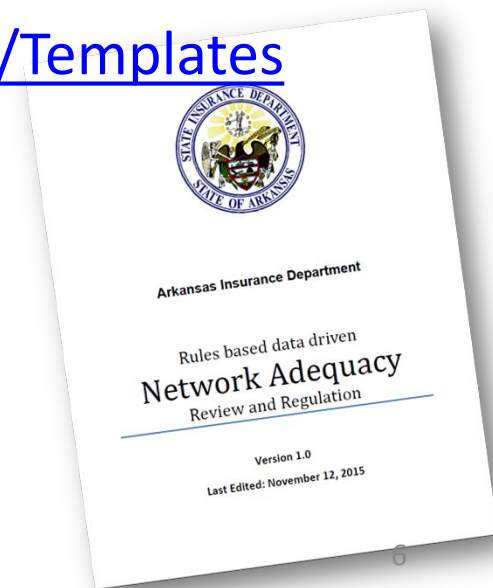 /Templates
STATE INSURANCE DEPARTMENT
STATE OF ARKANSAS
Arkansas Insurance Department
Rules based data driven
Network Adequacy
Review and Regulation
Version 1.0
Last Edited: November 12, 2015
6